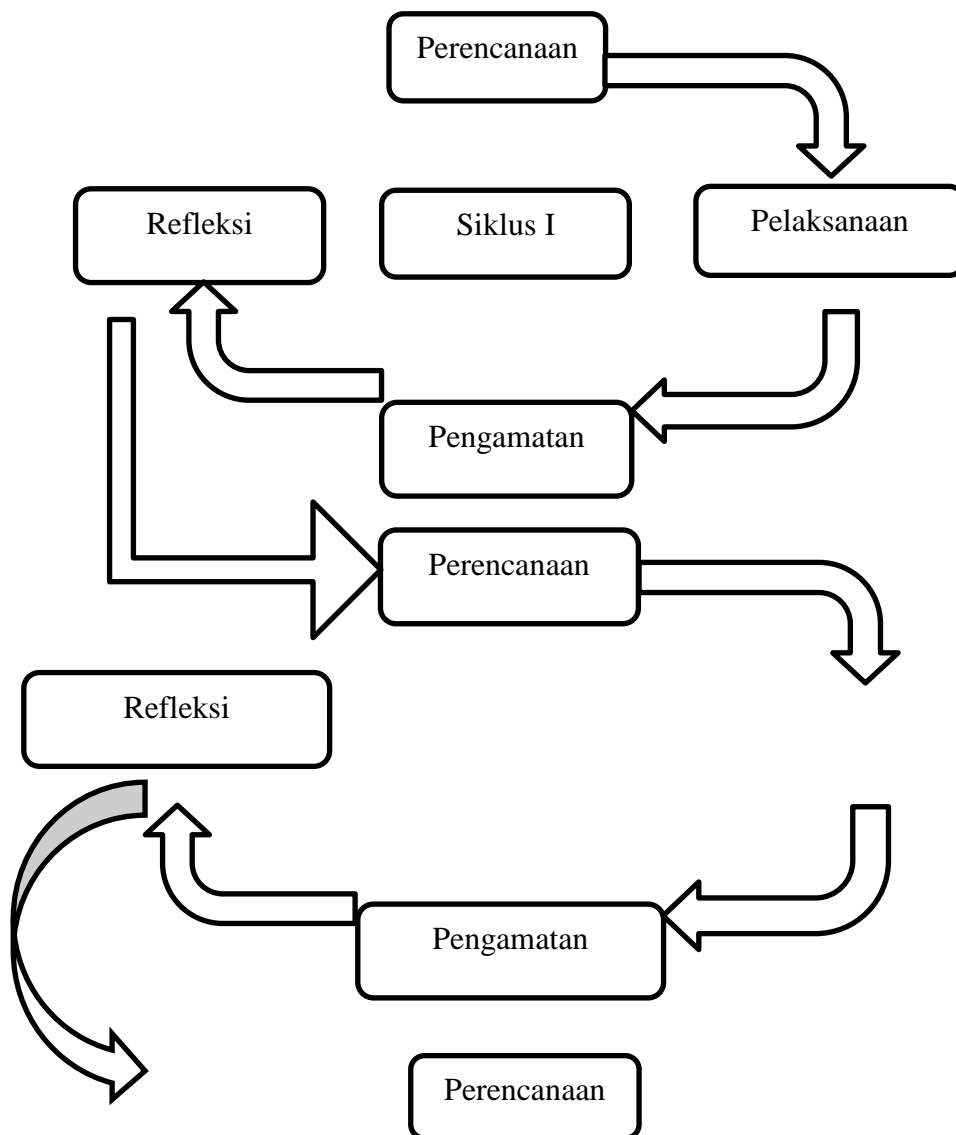 Perencanaan
Refleksi
Siklus I
Pelaksanaan
Pengamatan
Perencanaan
Refleksi
Pengamatan
Perencanaan